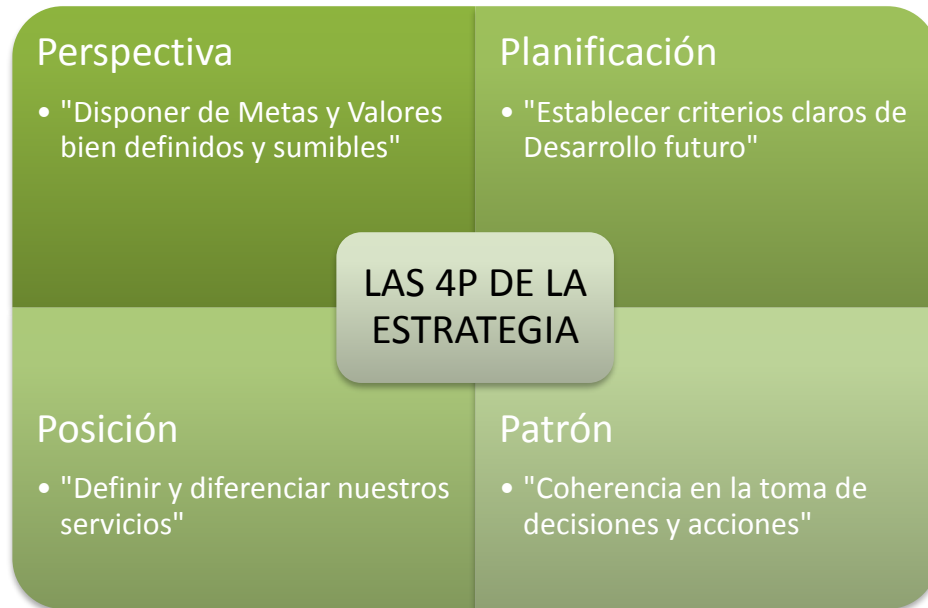 Perspectiva
• "Disponer de Metas y Valores
bien definidos y sumibles"
Planificación
• "Establecer criterios claros de
Desarrollo futuro"
LAS 4P DE LA
ESTRATEGIA
Posición
• "Definir y diferenciar nuestros
servicios"
Patrón
• "Coherencia en la toma de
decisiones y acciones"